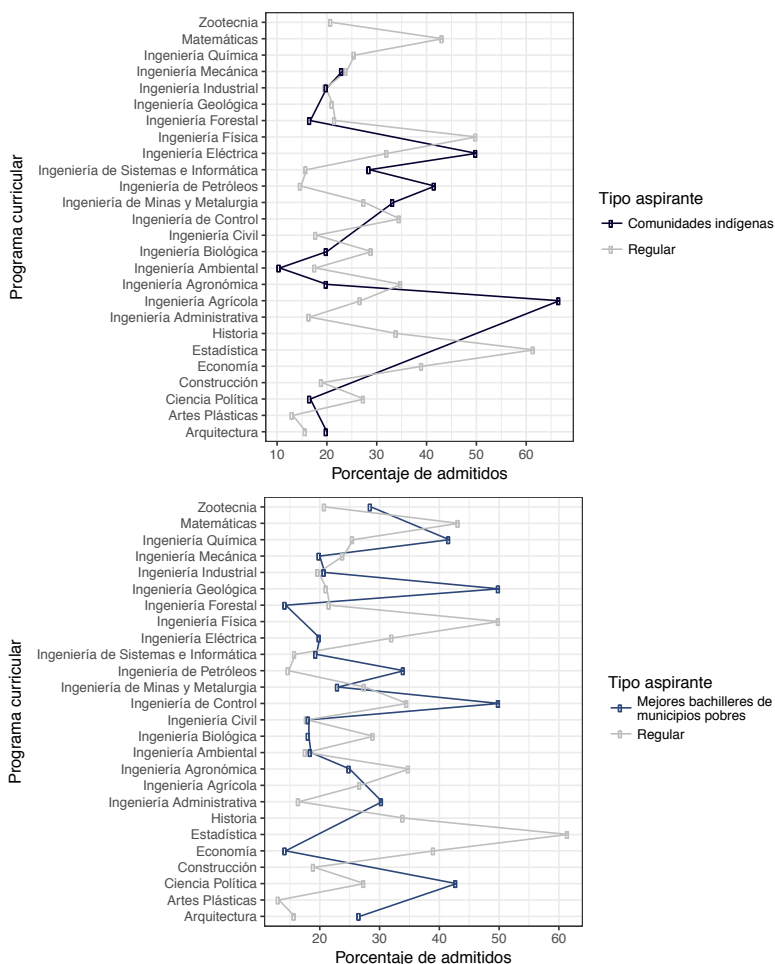 Programa curricular
Zootecnia
Matemáticas
Ingeniería Química
Ingeniería Mecánica
Ingeniería Industrial
Ingeniería Geológica
Ingeniería Forestal
Ingeniería Física
Ingeniería Eléctrica
Ingeniería de Sistemas e Informática
Ingeniería de Petróleos
Ingeniería de Minas y Metalurgia
Ingeniería de Control
Ingeniería Civil
Ingeniería Biológica
Ingeniería Ambiental
Ingeniería Agronómica
Ingeniería Agrícola
Ingeniería Administrativa
Historia
Estadística
Economía
Construcción
Ciencia Política
Artes Plásticas
Arquitectura
10 20 30 40 50 60
Porcentaje de admitidos
Tipo aspirante
Comunidades indígenas
Regular
Programa curricular
Zootecnia
Matemáticas
Ingeniería Química
Ingeniería Mecánica
Ingeniería Industrial
Ingeniería Geológica
Ingeniería Forestal
Ingeniería Física
Ingeniería Eléctrica
Ingeniería de Sistemas e Informática
Ingeniería de Petróleos
Ingeniería de Minas y Metalurgia
Ingeniería de Control
Ingeniería Civil
Ingeniería Biológica
Ingeniería Ambiental
Ingeniería Agronómica
Ingeniería Agrícola
Ingeniería Administrativa
Historia
Estadística
Economía
Construcción
Ciencia Política
Artes Plásticas
Arquitectura
20 30 40 50 60
Porcentaje de admitidos
Tipo aspirante
Mejores bachilleres de
municipios pobres
Regular